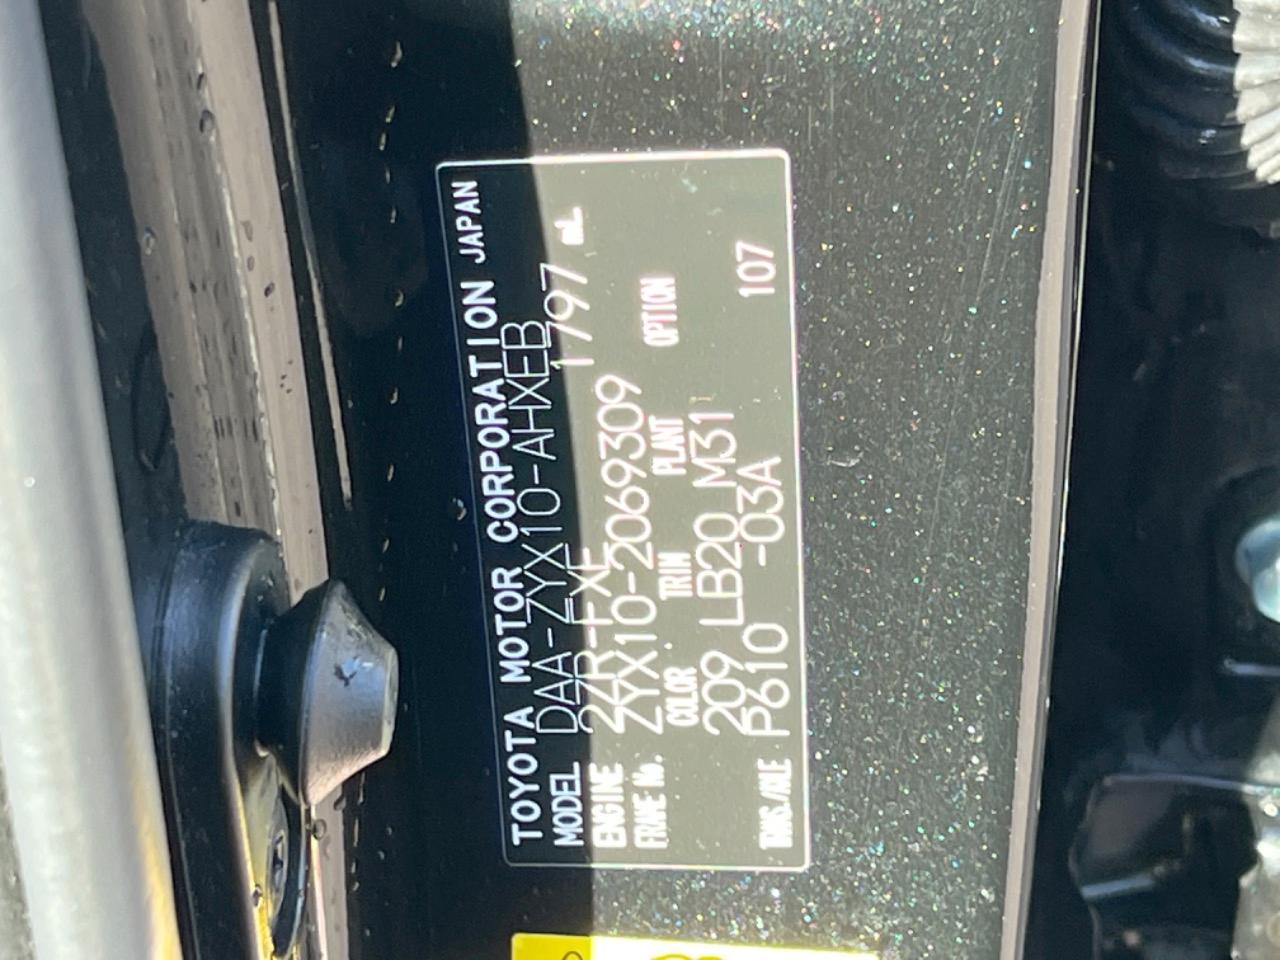 TOYOTA MOTOR CORPORATION JAPAN
MODEL DAA-ZYX10-AHXEB
ENGINE 2ZR-FXE 1797 mL
FRAME No. ZYX10-2069309
COLOR TRIM PLANT OPTION
209 LB20 M31
TRNS./AXLE P610 -03A 107